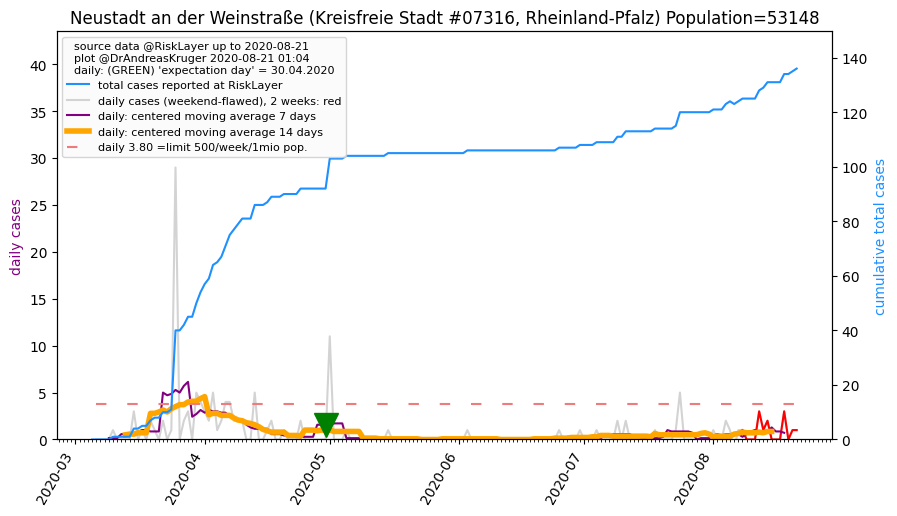 Neustadt an der Weinstraße (Kreisfreie Stadt #07316, Rheinland-Pfalz) Population=53148
source data @RiskLayer up to 2020-08-21
plot @DrAndreasKruger 2020-08-21 01:04
daily: (GREEN) 'expectation day' = 30.04.2020
total cases reported at RiskLayer
daily cases (weekend-flawed), 2 weeks: red
daily: centered moving average 7 days
daily: centered moving average 14 days
daily 3.80 =limit 500/week/1mio pop.
daily cases
40
35
30
25
20
15
10
5
0
cumulative total cases
140
120
100
80
60
40
20
0
2020-03
2020-04
2020-05
2020-06
2020-07
2020-08